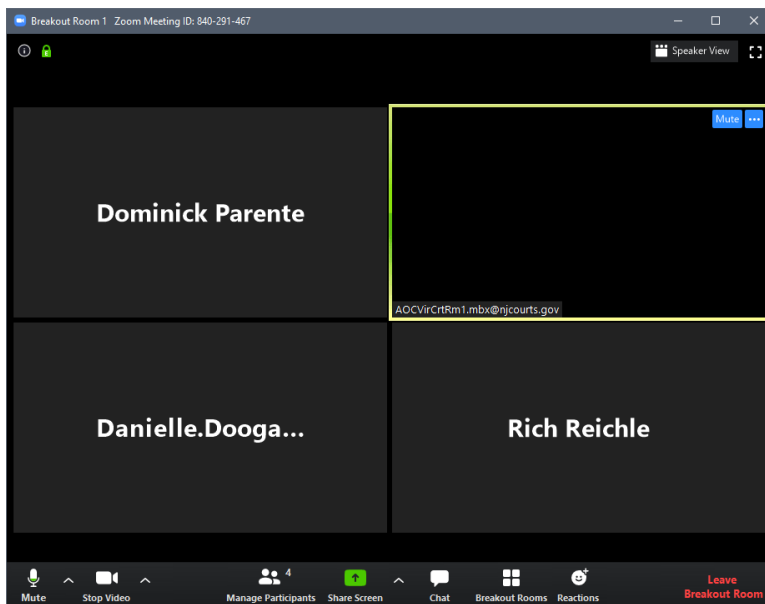 Breakout Room 1 Zoom Meeting ID: 840-291-467
Speaker View
Mute
Dominick Parente
AOCVirCrtRm1.mbx@njcourts.gov
Danielle.Dooga...
Rich Reichle
4
Mute Stop Video Manage Participants Share Screen Chat Breakout Rooms Reactions
Leave
Breakout Room